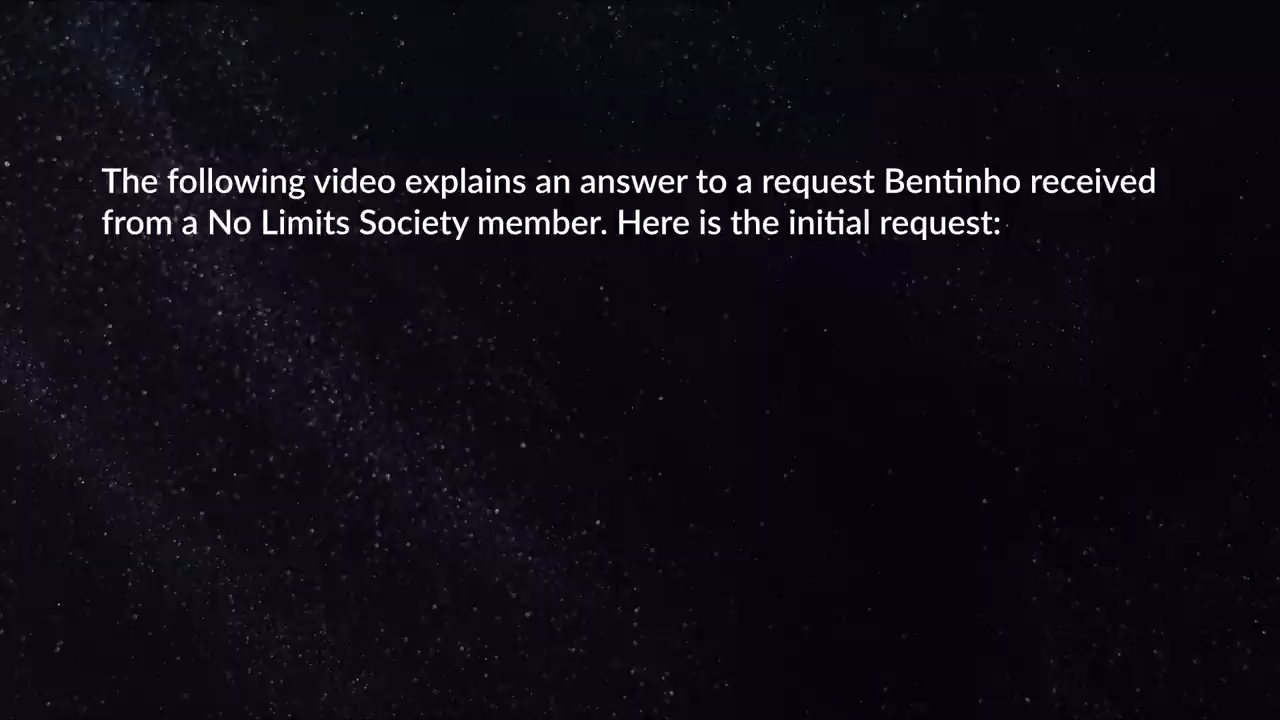 The following video explains an answer to a request Bentinho received
from a No Limits Society member. Here is the initial request: